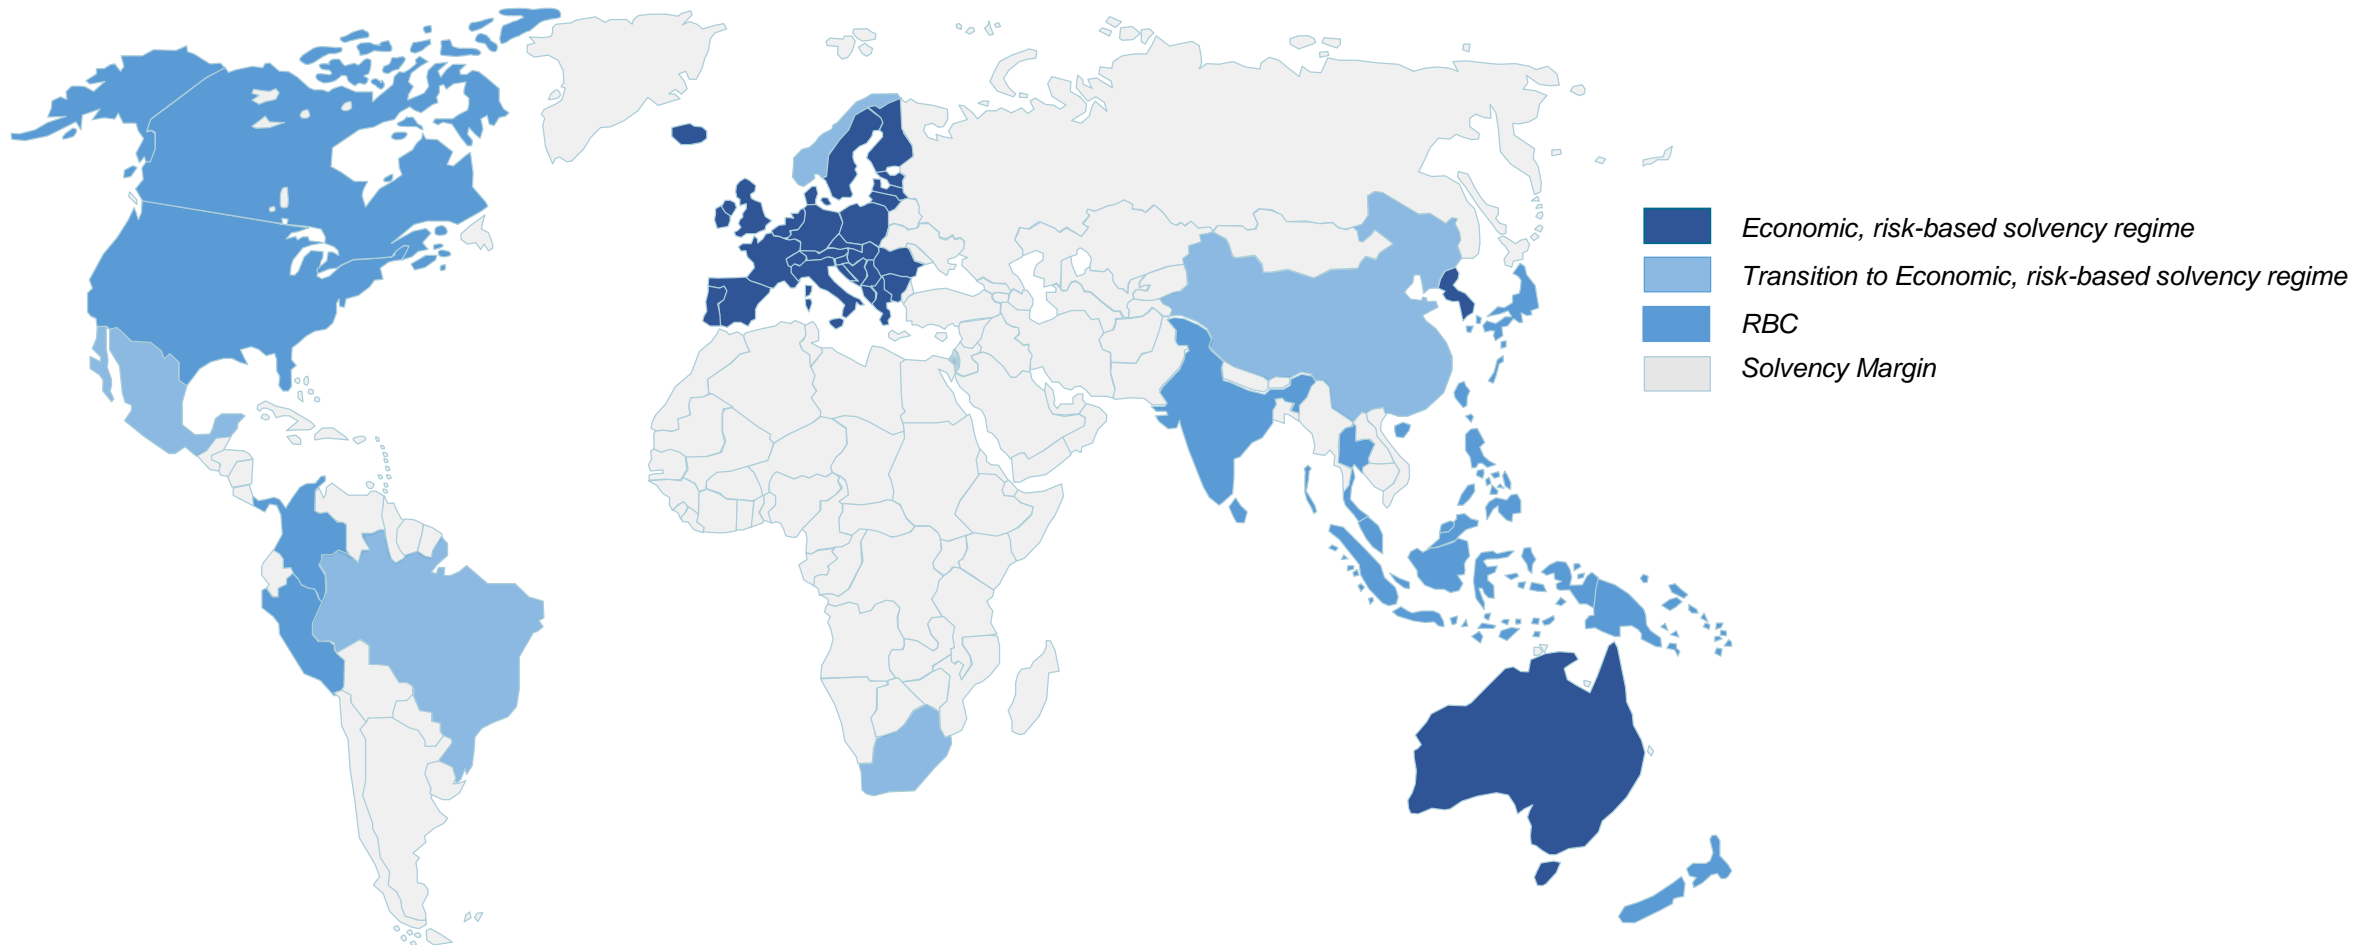 Economic, risk-based solvency regime
Transition to Economic, risk-based solvency regime
RBC
Solvency Margin